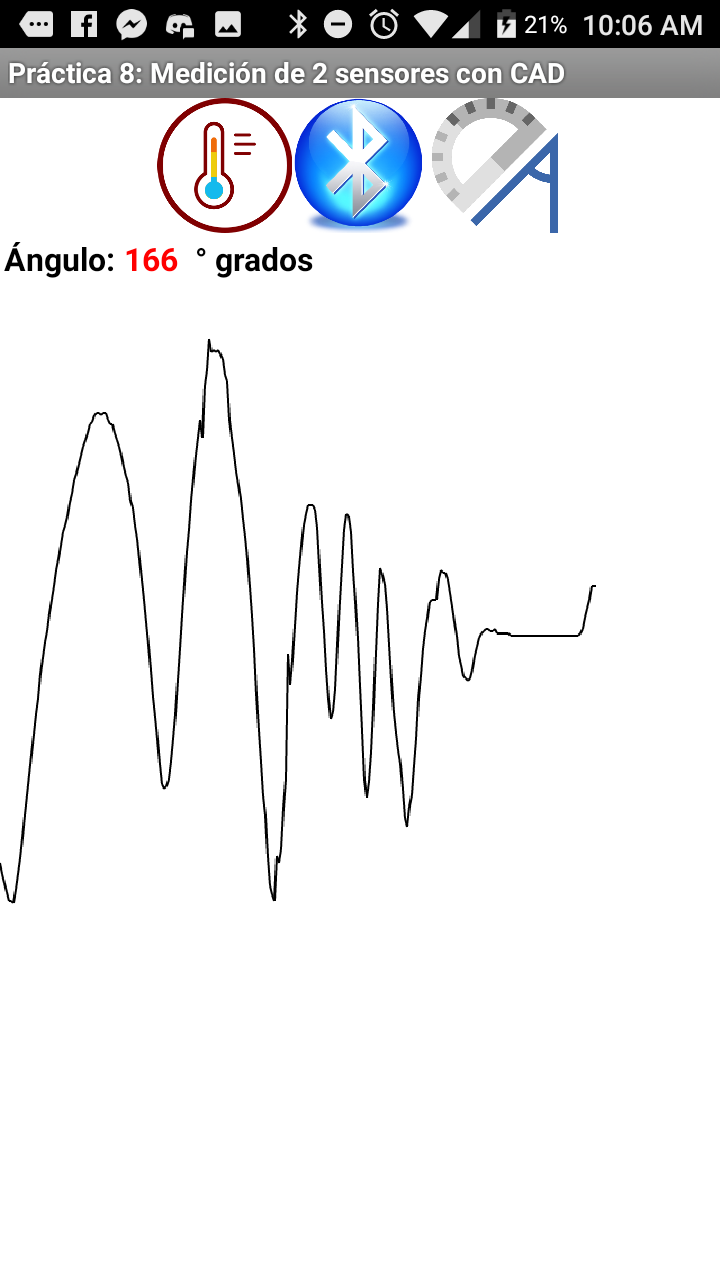 21% 10:06 AM
Práctica 8: Medición de 2 sensores con CAD
Ángulo: 166 ° grados